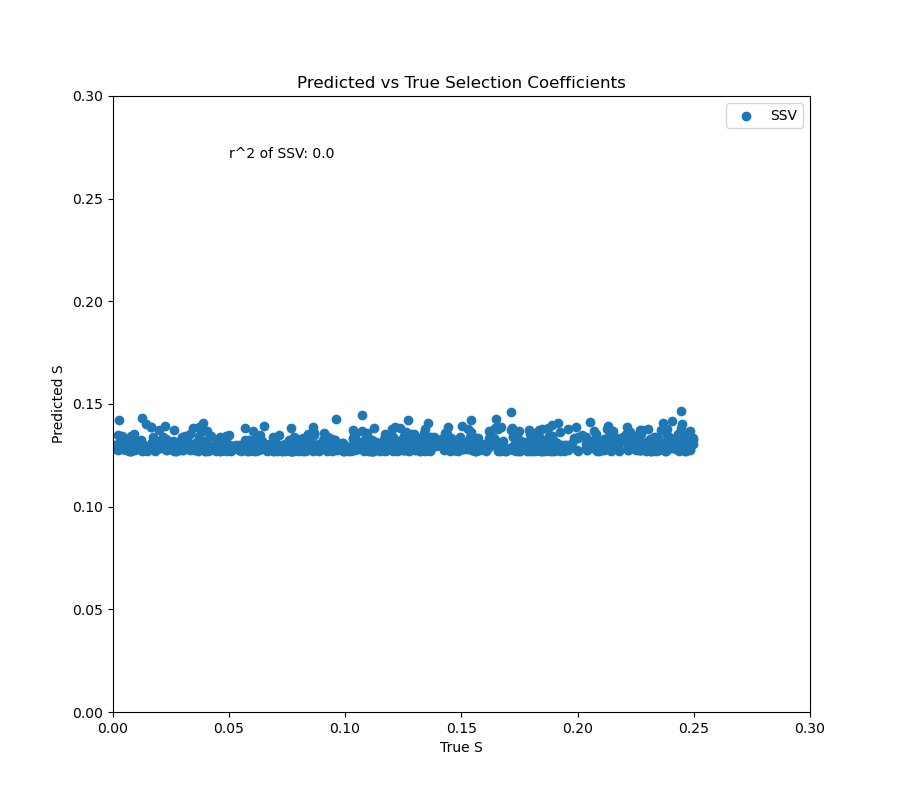 Predicted vs True Selection Coefficients
0.30
SSV
r^2 of SSV: 0.0
0.25
0.20
Predicted S
0.15
0.10
0.05
0.00
0.00 0.05 0.10 0.15 0.20 0.25 0.30
True S